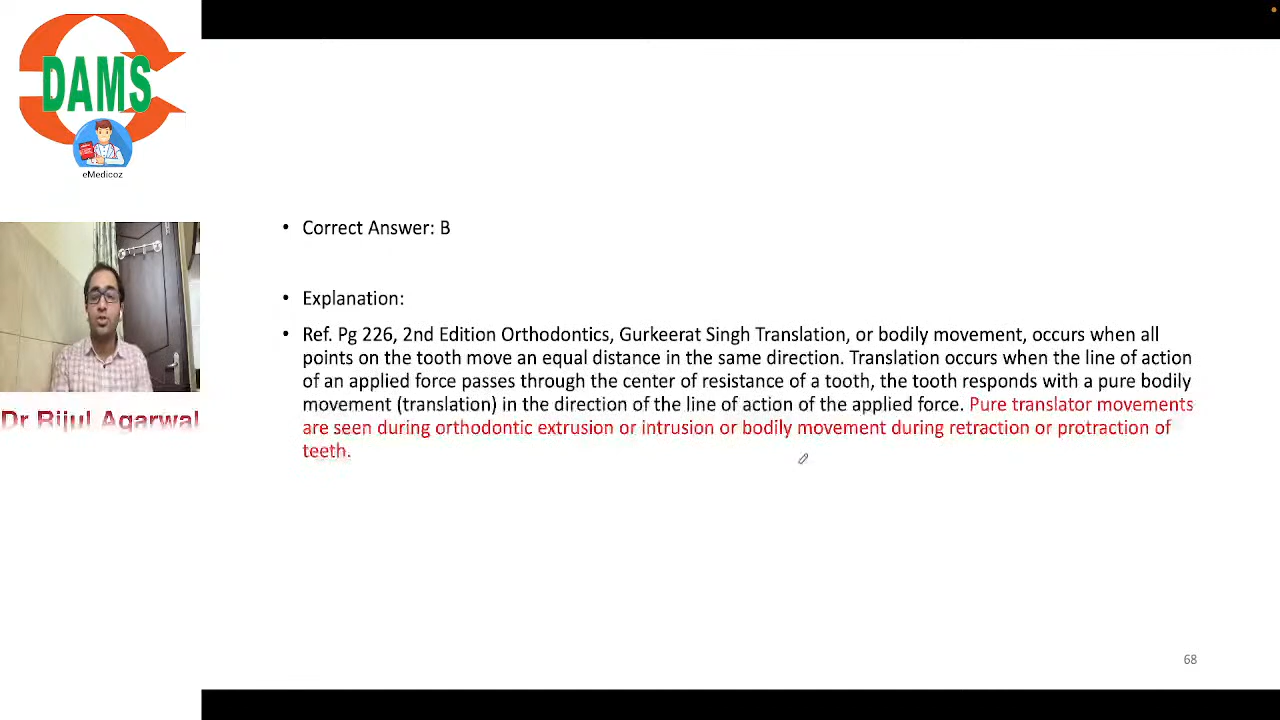 DAMS
eMedicoz
Dr Rijul Agarwal
• Correct Answer: B
• Explanation:
• Ref. Pg 226, 2nd Edition Orthodontics, Gurkeerat Singh Translation, or bodily movement, occurs when all
points on the tooth move an equal distance in the same direction. Translation occurs when the line of action
of an applied force passes through the center of resistance of a tooth, the tooth responds with a pure bodily
movement (translation) in the direction of the line of action of the applied force. Pure translator movements
are seen during orthodontic extrusion or intrusion or bodily movement during retraction or protraction of
teeth.
68